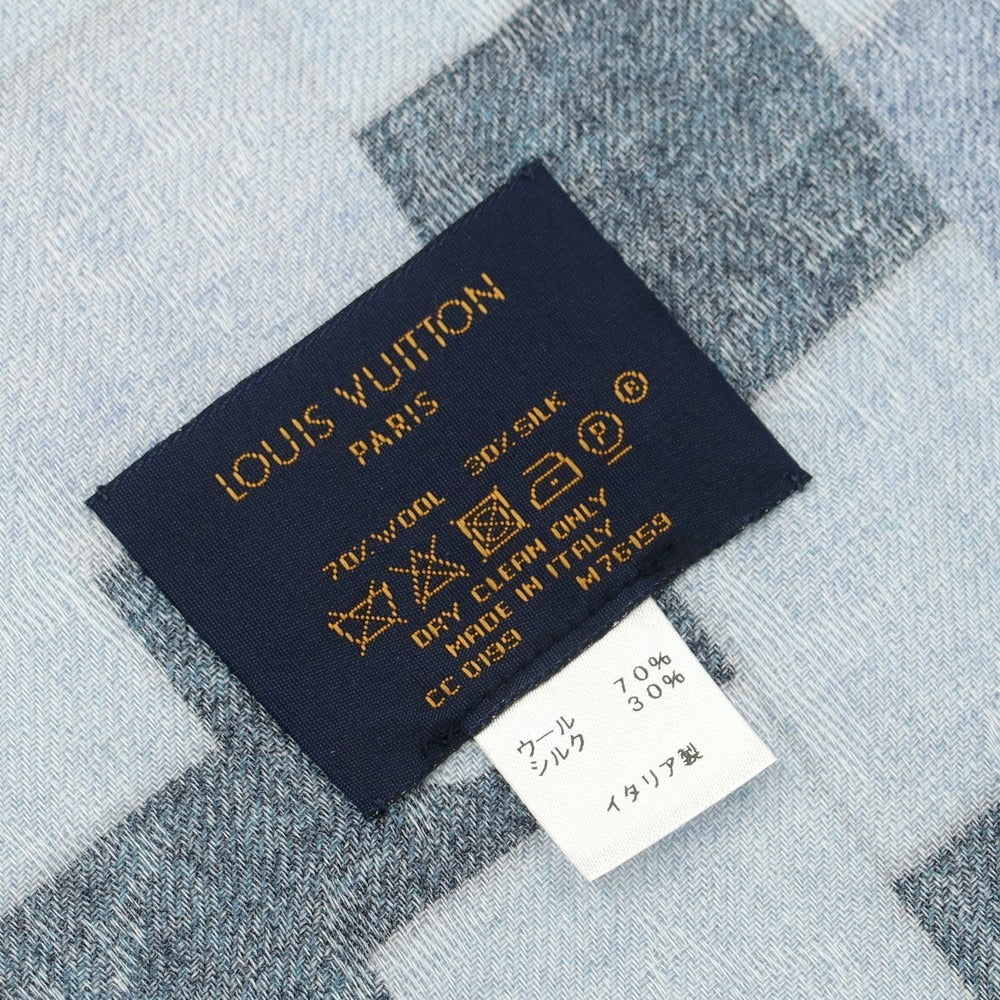 LOUIS VUITTON
PARIS
70% WOOL 30% SILK
P ®
DRY CLEAN ONLY
MADE IN ITALY
CC 0199 M76159
ウール 70%
シルク 30%
イタリア製